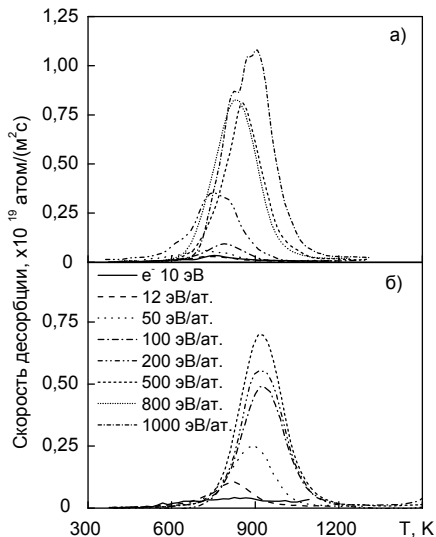 Скорость десорбции, x10 19 атом/(м²с)
1,25
1,00
0,75
0,50
0,25
0
а)
e⁻ 10 эВ
12 эВ/ат.
50 эВ/ат.
100 эВ/ат.
200 эВ/ат.
500 эВ/ат.
800 эВ/ат.
1000 эВ/ат.
б)
0,75
0,50
0,25
0
300 600 900 1200 T, K